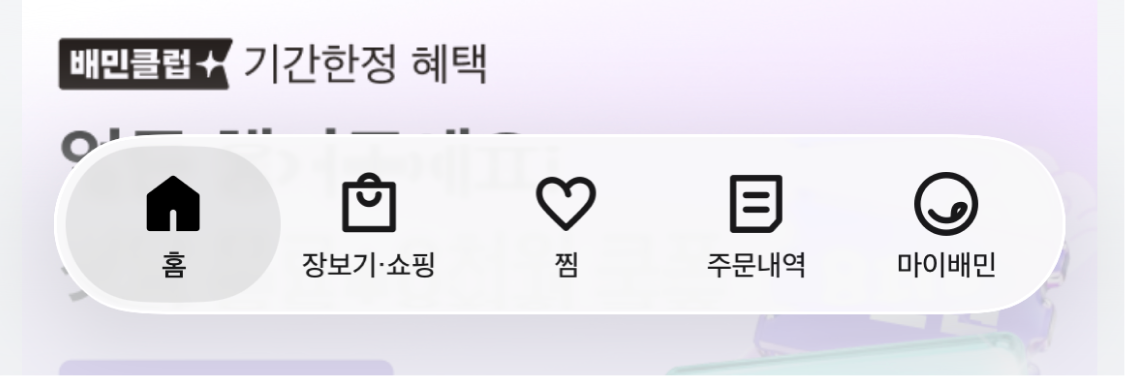 배민클럽 기간한정 혜택
홈
장보기·쇼핑
찜
주문내역
마이배민